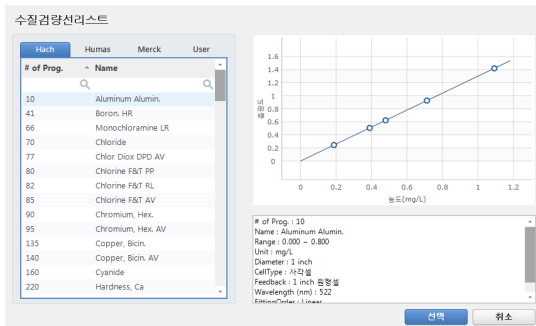 수질검량선리스트
Hach Humas Merck User
# of Prog. Name
10 Aluminum Alumin.
41 Boron. HR
66 Monochloramine LR
70 Chloride
77 Chlor Diox DPD AV
80 Chlorine F&T PP
82 Chlorine F&T RL
85 Chlorine F&T AV
90 Chromium, Hex.
95 Chromium, Hex. AV
135 Copper, Bicin.
140 Copper, Bicin. AV
160 Cyanide
220 Hardness, Ca
1.6
1.4
1.2
1
0.8
0.6
0.4
0.2
0
흡광도
0 0.2 0.4 0.6 0.8 1 1.2
농도(mg/L)
# of Prog. : 10
Name : Aluminum Alumin.
Range : 0.000 ~ 0.800
Unit : mg/L
Diameter : 1 inch
CellType : 사각셀
Feedback : 1 inch 원형셀
Wavelength (nm) : 522
FittingOrder : Linear
선택 취소